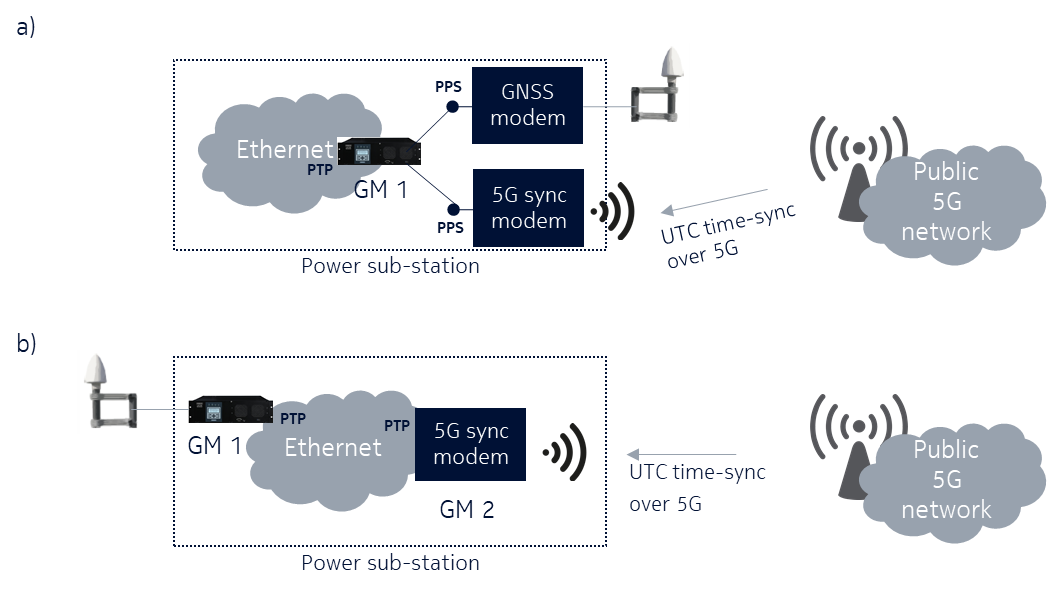 a)
PPS
GNSS
modem
Ethernet
PTP
GM 1
5G sync
modem
PPS
Power sub-station
UTC time-sync
over 5G
Public
5G
network
b)
GM 1
PTP
Ethernet
PTP
5G sync
modem
GM 2
Power sub-station
UTC time-sync
over 5G
Public
5G
network